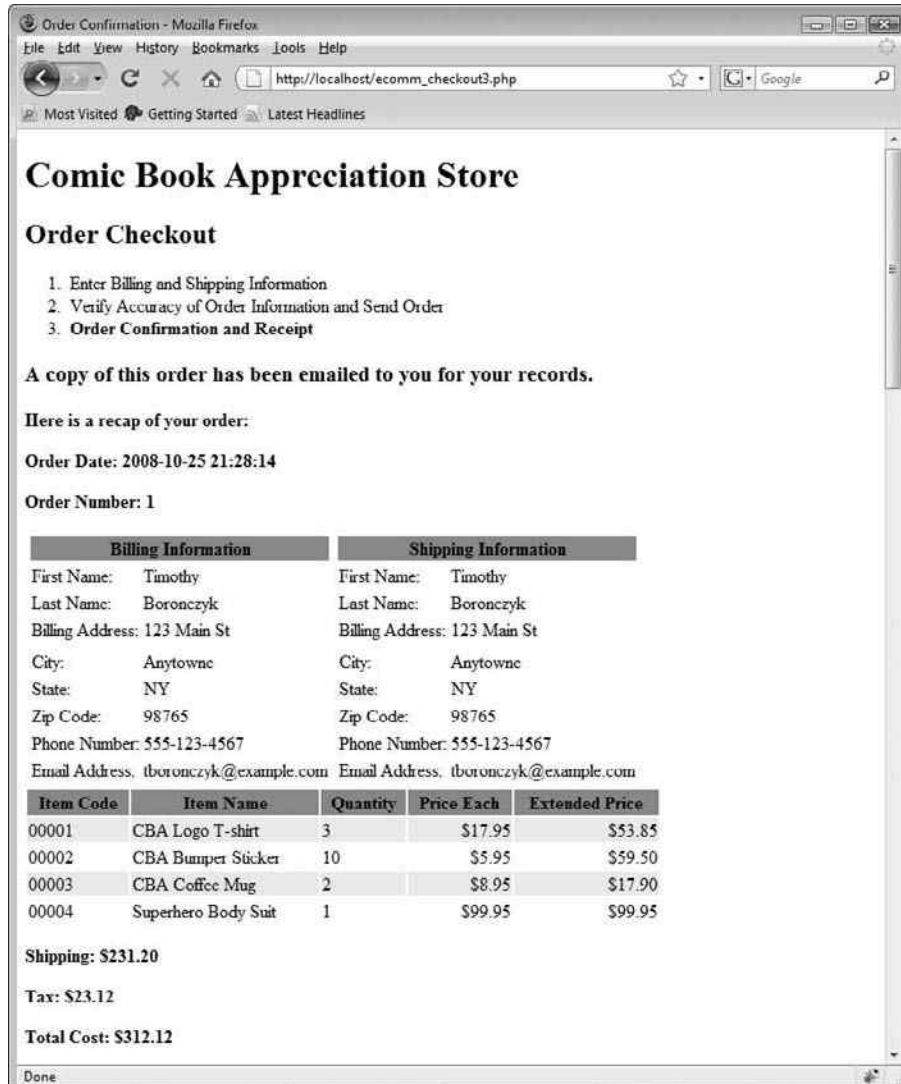 Order Confirmation - Mozilla Firefox
File Edit View History Bookmarks Tools Help
http://localhost/ecomm_checkout3.php
G Google
Most Visited Getting Started Latest Headlines
Comic Book Appreciation Store
Order Checkout
1. Enter Billing and Shipping Information
2. Verify Accuracy of Order Information and Send Order
3. Order Confirmation and Receipt
A copy of this order has been emailed to you for your records.
Here is a recap of your order:
Order Date: 2008-10-25 21:28:14
Order Number: 1
Billing Information Shipping Information
First Name: Timothy First Name: Timothy
Last Name: Boronczyk Last Name: Boronczyk
Billing Address: 123 Main St Billing Address: 123 Main St
City: Anytowne City: Anytowne
State: NY State: NY
Zip Code: 98765 Zip Code: 98765
Phone Number: 555-123-4567 Phone Number: 555-123-4567
Email Address: tboronczyk@example.com Email Address: tboronczyk@example.com
Item Code Item Name Quantity Price Each Extended Price
00001 CBA Logo T-shirt 3 $17.95 $53.85
00002 CBA Bumper Sticker 10 $5.95 $59.50
00003 CBA Coffee Mug 2 $8.95 $17.90
00004 Superhero Body Suit 1 $99.95 $99.95
Shipping: $231.20
Tax: $23.12
Total Cost: $312.12
Done